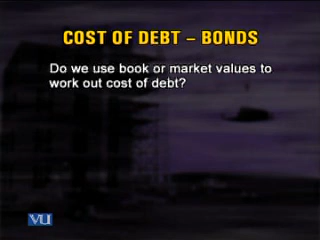 COST OF DEBT – BONDS
Do we use book or market values to
work out cost of debt?
VU